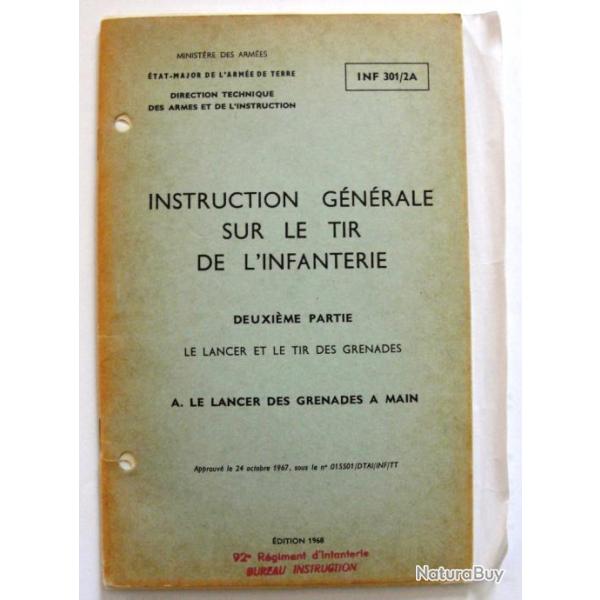 MINISTÈRE DES ARMÉES
ÉTAT-MAJOR DE L'ARMÉE DE TERRE
DIRECTION TECHNIQUE
DES ARMES ET DE L'INSTRUCTION
INF 301/2A
INSTRUCTION GÉNÉRALE
SUR LE TIR
DE L'INFANTERIE
DEUXIÈME PARTIE
LE LANCER ET LE TIR DES GRENADES
A. LE LANCER DES GRENADES A MAIN
Approuvé le 24 octobre 1967, sous le n° 015501/DTAI/INF/TT
ÉDITION 1968
92e Régiment d'Infanterie
BUREAU INSTRUCTION
NaturaBuy